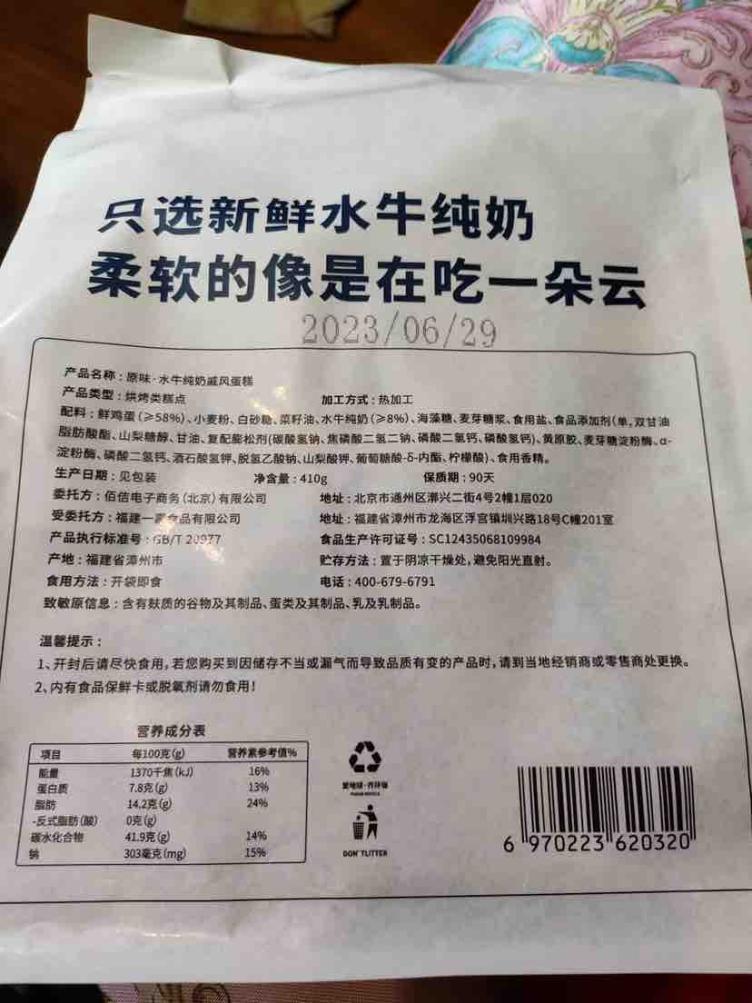 只选新鲜水牛纯奶
柔软的像是在吃一朵云
2023/06/29
产品名称：原味·水牛纯奶戚风蛋糕
产品类型：烘烤类糕点 加工方式：热加工
配料：鲜鸡蛋(≥58%)、小麦粉、白砂糖、菜籽油、水牛纯奶(≥8%)、海藻糖、麦芽糖浆、食用盐、食品添加剂(单,双甘油
脂肪酸酯、山梨糖醇、甘油、复配膨松剂(碳酸氢钠、焦磷酸二氢二钠、磷酸二氢钙、磷酸氢钙)、黄原胶、麦芽糖淀粉酶、α-
淀粉酶、磷酸二氢钙、酒石酸氢钾、脱氢乙酸钠、山梨酸钾、葡萄糖酸-δ-内酯、柠檬酸)、食用香精。
生产日期：见包装 净含量：410g 保质期：90天
委托方：佰信电子商务(北京)有限公司 地址：北京市通州区漷兴二街4号2幢1层020
受委托方：福建一 食品有限公司 地址：福建省漳州市龙海区浮宫镇圳兴路18号C幢201室
产品执行标准号：GB/T 20977 食品生产许可证号：SC12435068109984
产地：福建省漳州市 贮存方法：置于阴凉干燥处,避免阳光直射。
食用方法：开袋即食 电话：400-679-6791
致敏原信息：含有麸质的谷物及其制品、蛋类及其制品、乳及乳制品。
温馨提示：
1、开封后请尽快食用,若您购买到因储存不当或漏气而导致品质有变的产品时,请到当地经销商或零售商处更换。
2、内有食品保鲜卡或脱氧剂请勿食用!
营养成分表
项目 每100克(g) 营养素参考值%
能量 1370千焦(kJ) 16%
蛋白质 7.8克(g) 13%
脂肪 14.2克(g) 24%
-反式脂肪(酸) 0克(g)
碳水化合物 41.9克(g) 14%
钠 303毫克(mg) 15%
DON'TLITTER
6 970223 620320